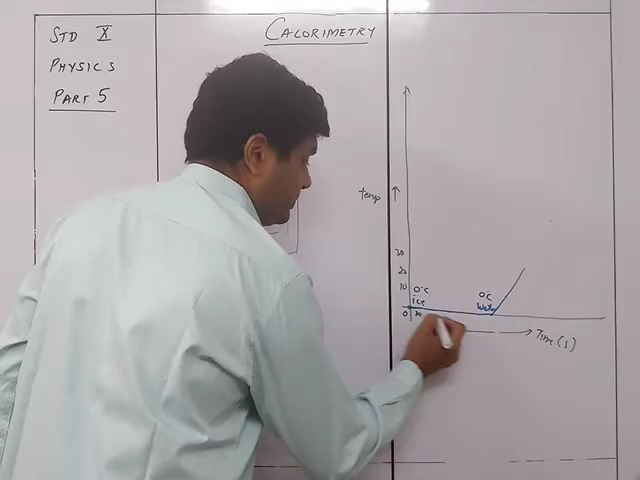 STD X
PHYSICS
PART 5
CALORIMETRY
temp
30
20
10
0°C
ice
0°C
Water
0
Time (s)